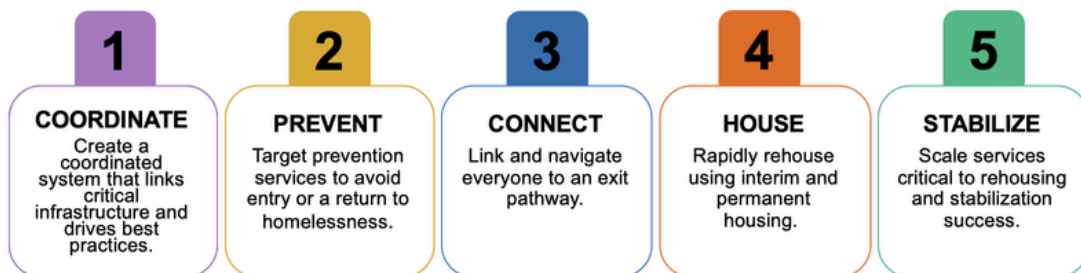 1
COORDINATE
Create a
coordinated
system that links
critical
infrastructure and
drives best
practices.
2
PREVENT
Target prevention
services to avoid
entry or a return to
homelessness.
3
CONNECT
Link and navigate
everyone to an exit
pathway.
4
HOUSE
Rapidly rehouse
using interim and
permanent
housing.
5
STABILIZE
Scale services
critical to rehousing
and stabilization
success.